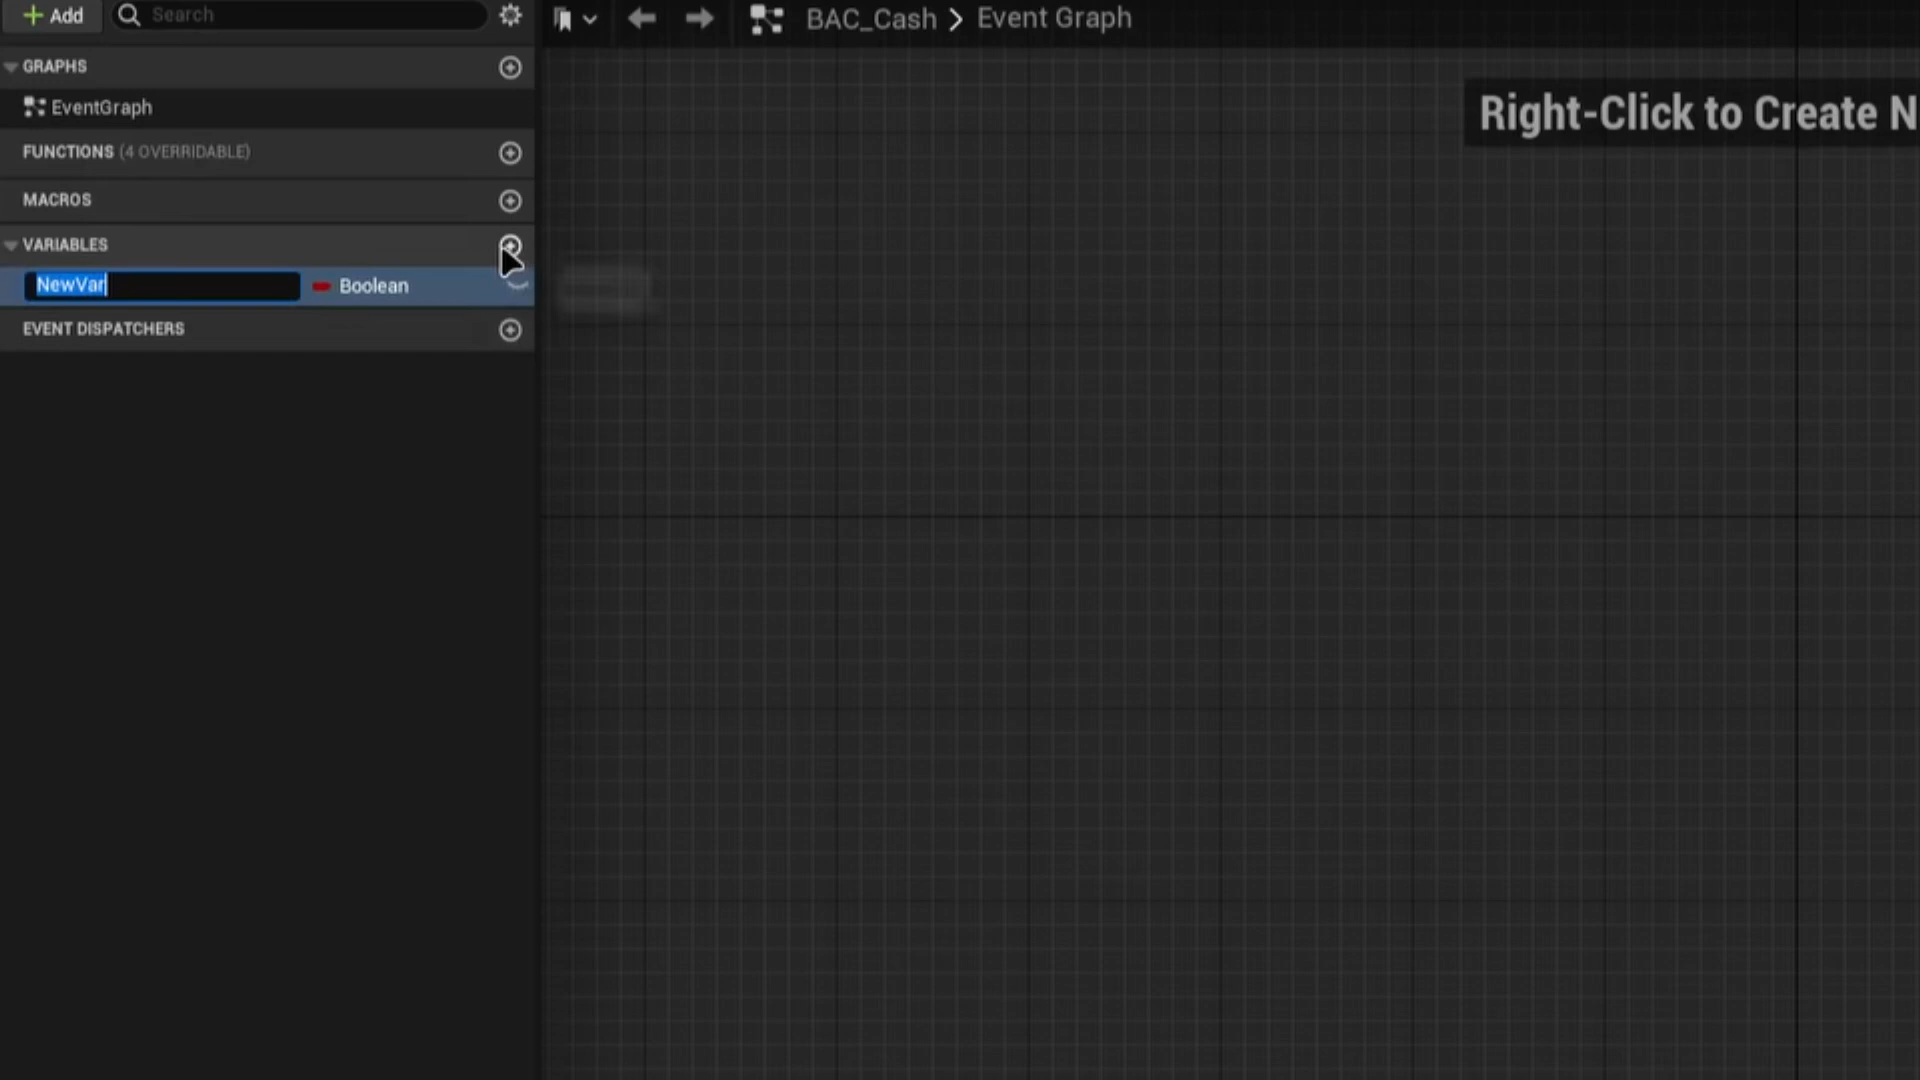 Add
Search
BAC_Cash > Event Graph
GRAPHS
EventGraph
Right-Click to Create N
FUNCTIONS (4 OVERRIDABLE)
MACROS
VARIABLES
NewVar
Boolean
EVENT DISPATCHERS